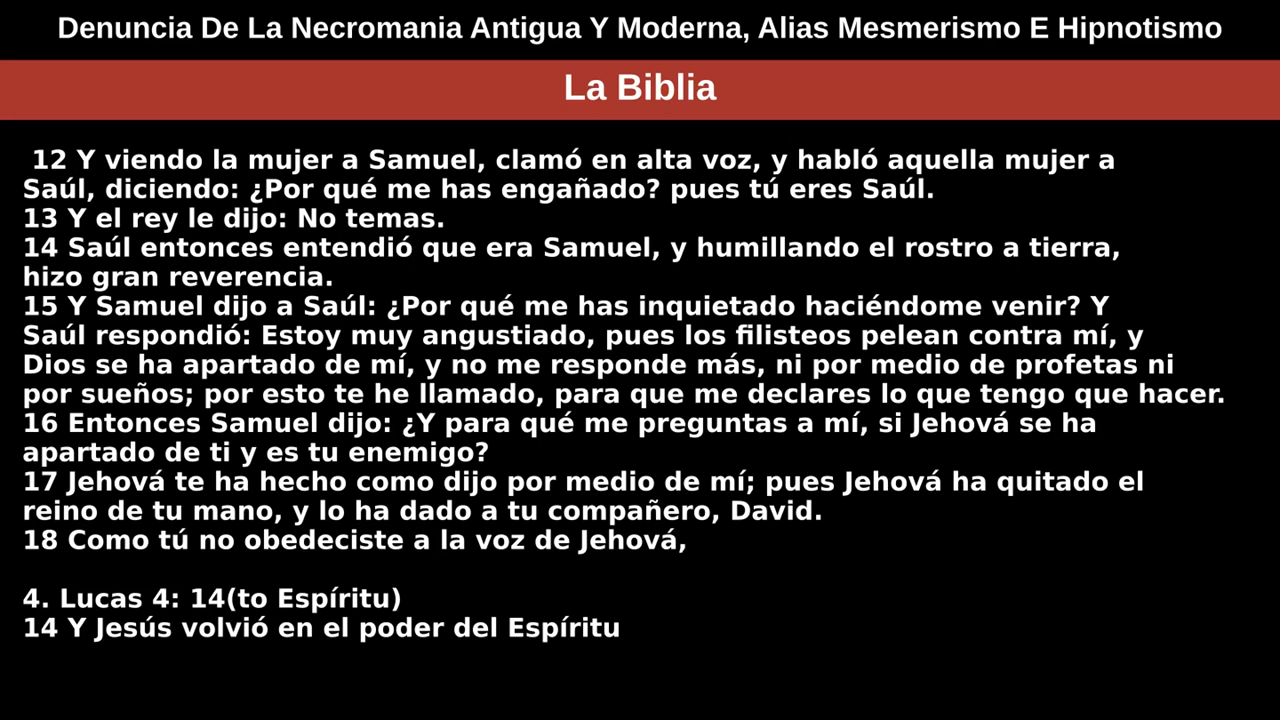 Denuncia De La Necromania Antigua Y Moderna, Alias Mesmerismo E Hipnotismo
La Biblia
12 Y viendo la mujer a Samuel, clamó en alta voz, y habló aquella mujer a
Saúl, diciendo: ¿Por qué me has engañado? pues tú eres Saúl.
13 Y el rey le dijo: No temas.
14 Saúl entonces entendió que era Samuel, y humillando el rostro a tierra,
hizo gran reverencia.
15 Y Samuel dijo a Saúl: ¿Por qué me has inquietado haciéndome venir? Y
Saúl respondió: Estoy muy angustiado, pues los filisteos pelean contra mí, y
Dios se ha apartado de mí, y no me responde más, ni por medio de profetas ni
por sueños; por esto te he llamado, para que me declares lo que tengo que hacer.
16 Entonces Samuel dijo: ¿Y para qué me preguntas a mí, si Jehová se ha
apartado de ti y es tu enemigo?
17 Jehová te ha hecho como dijo por medio de mí; pues Jehová ha quitado el
reino de tu mano, y lo ha dado a tu compañero, David.
18 Como tú no obedeciste a la voz de Jehová,
4. Lucas 4: 14(to Espíritu)
14 Y Jesús volvió en el poder del Espíritu